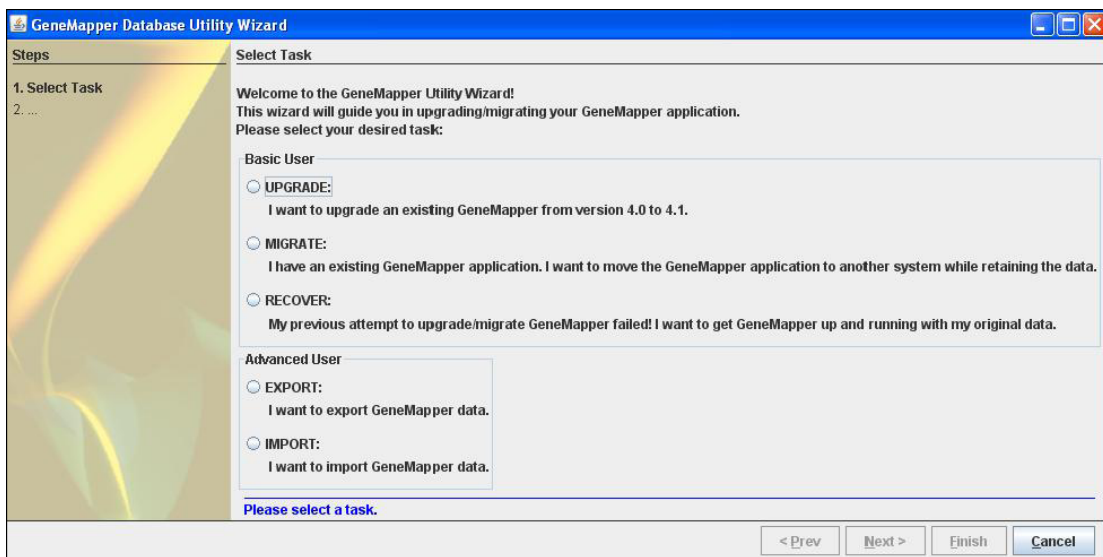 GeneMapper Database Utility Wizard
Steps
1. Select Task
2. ...
Select Task
Welcome to the GeneMapper Utility Wizard!
This wizard will guide you in upgrading/migrating your GeneMapper application.
Please select your desired task:
Basic User
UPGRADE:
I want to upgrade an existing GeneMapper from version 4.0 to 4.1.
MIGRATE:
I have an existing GeneMapper application. I want to move the GeneMapper application to another system while retaining the data.
RECOVER:
My previous attempt to upgrade/migrate GeneMapper failed! I want to get GeneMapper up and running with my original data.
Advanced User
EXPORT:
I want to export GeneMapper data.
IMPORT:
I want to import GeneMapper data.
Please select a task.
< Prev Next > Finish Cancel